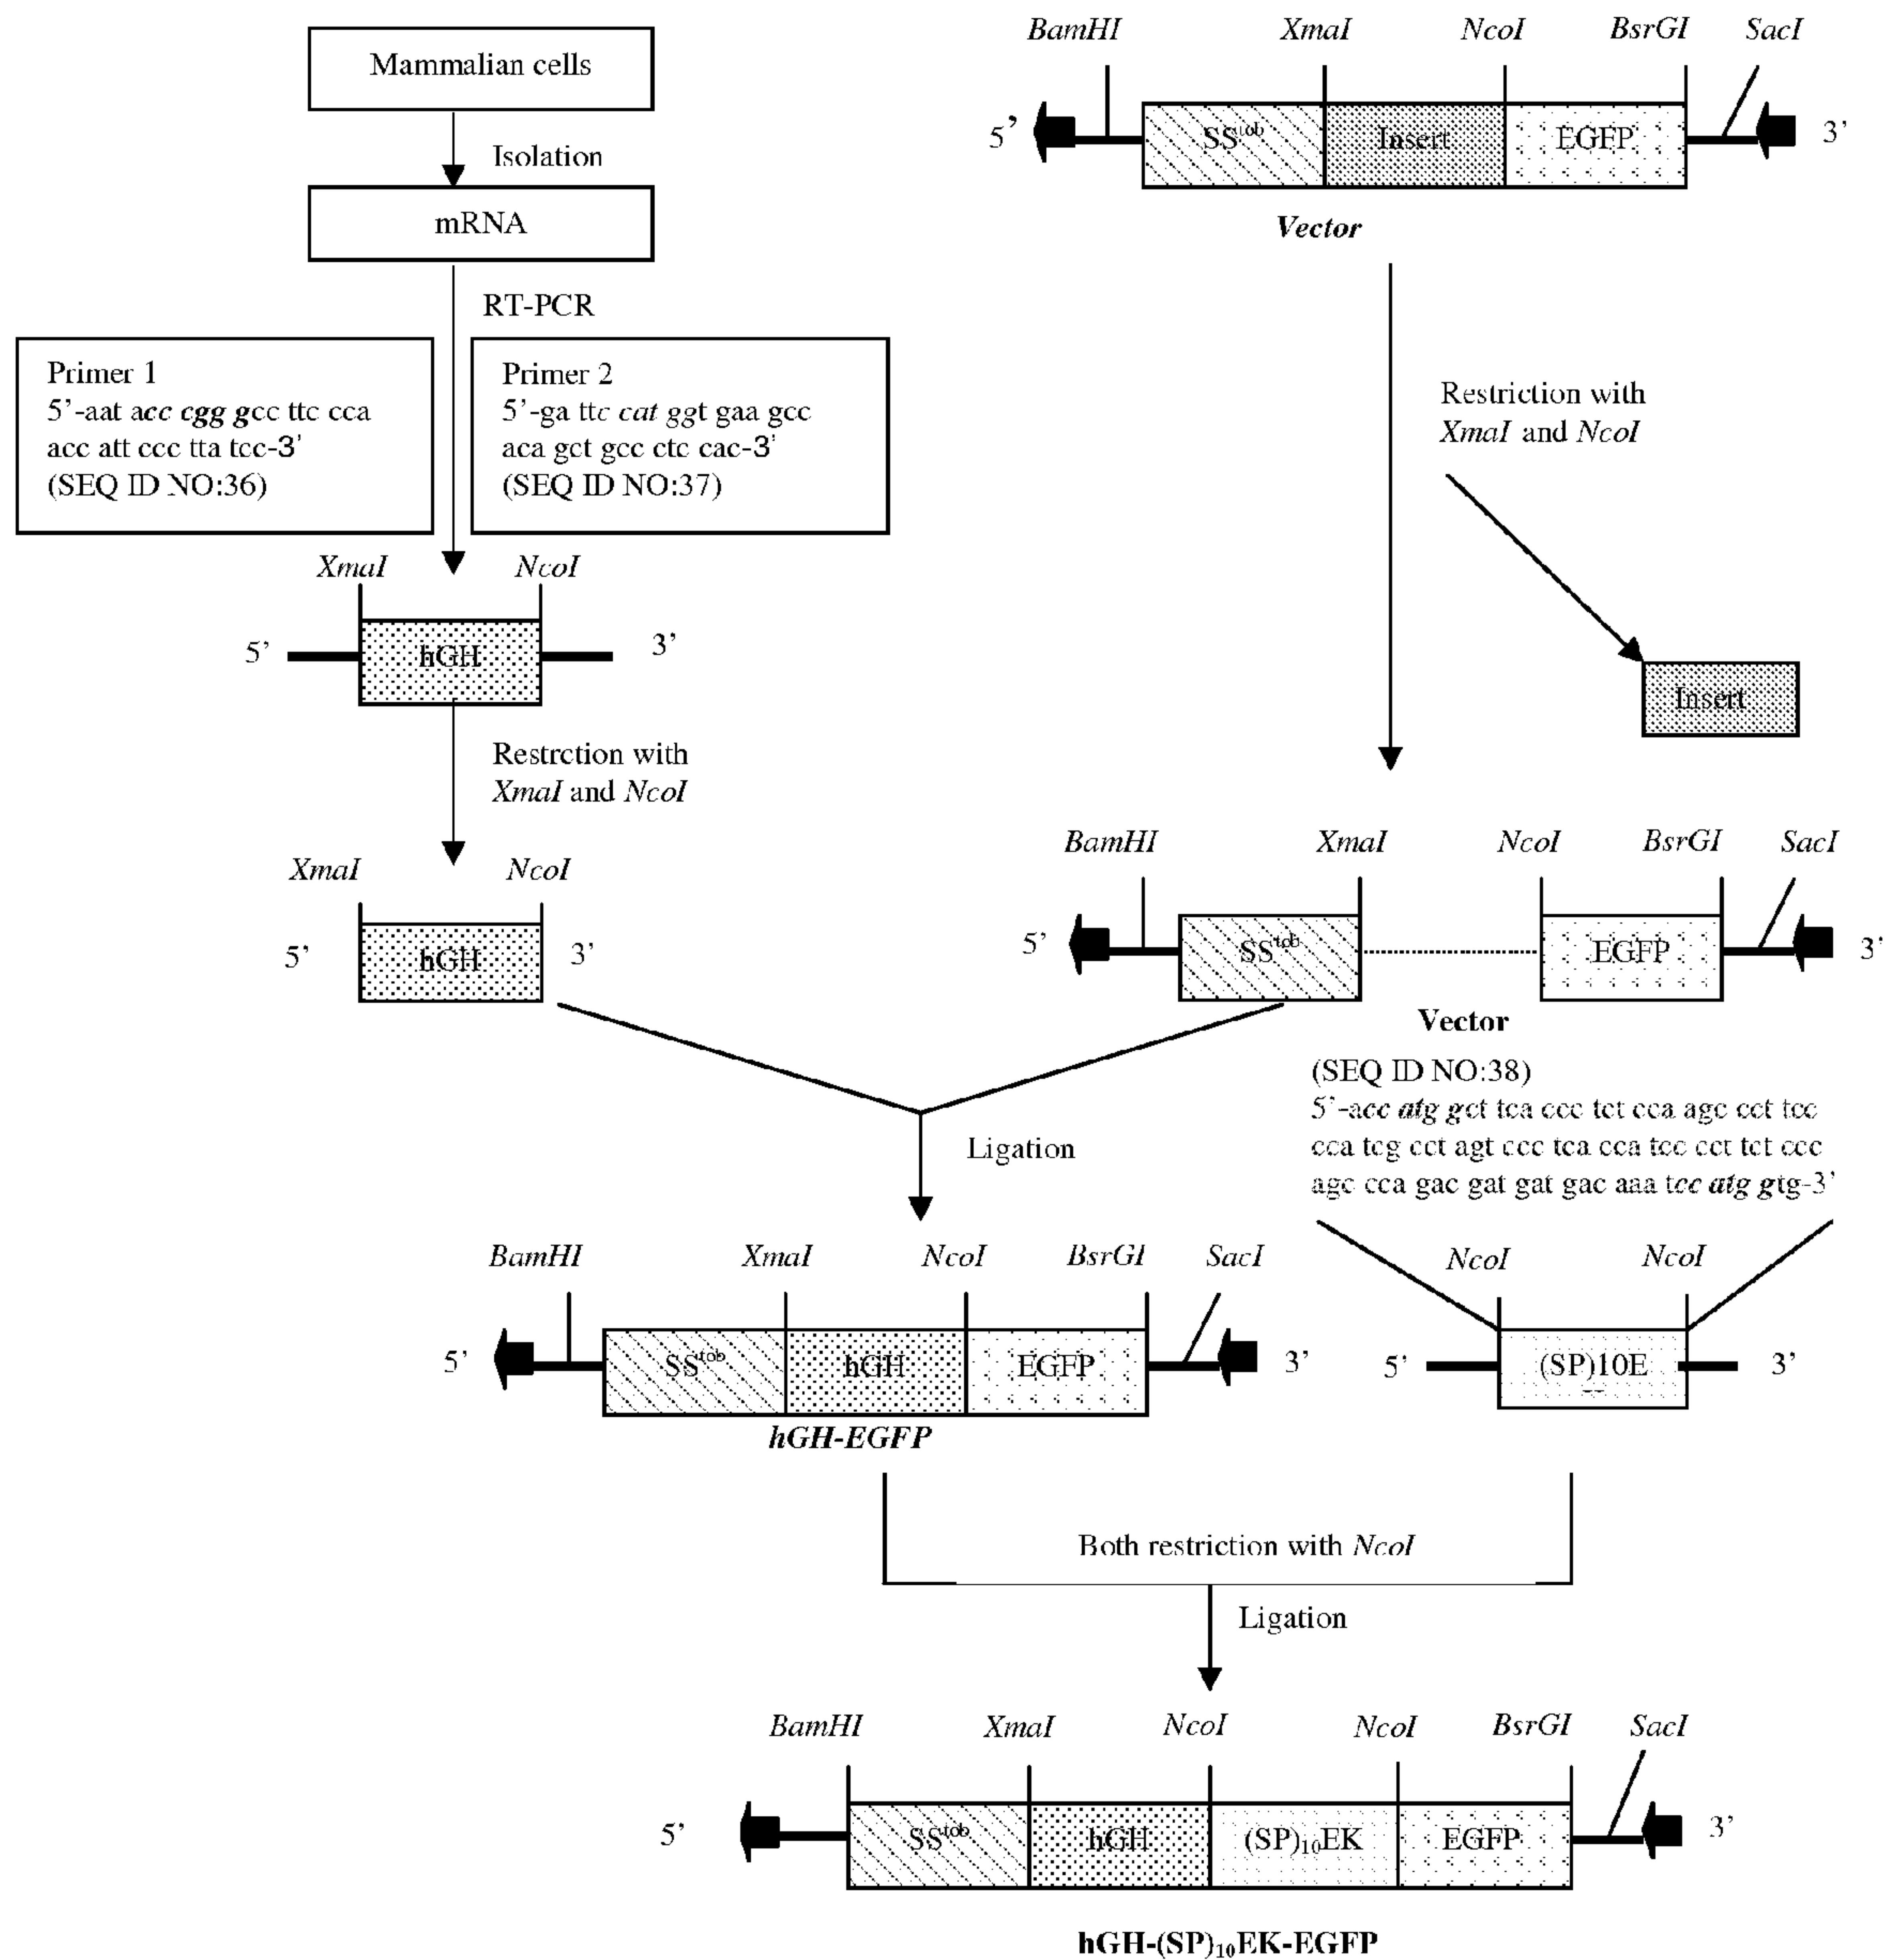 Mammalian cells
Isolation
mRNA
RT-PCR
Primer 1
5'-aat acc cgg gcc ttc cca
acc att ccc tta tcc-3'
(SEQ ID NO:36)
Primer 2
5'-ga ttc cat ggt gaa gcc
aca gct gcc ctc cac-3'
(SEQ ID NO:37)
XmaI NcoI
5' hGH 3'
Restrction with
XmaI and NcoI
XmaI NcoI
5' hGH 3'
BamHI XmaI NcoI BsrGI SacI
5' SStob Insert EGFP 3'
Vector
Restriction with
XmaI and NcoI
Insert
BamHI XmaI NcoI BsrGI SacI
5' SStob EGFP 3'
Vector
Ligation
(SEQ ID NO:38)
5'-acc atg gct tca ccc tct cca agc cct tcc
cca tcg cct agt ccc tca cca tcc cct tct ccc
agc cca gac gat gat gac aaa tcc atg gtg-3'
BamHI XmaI NcoI BsrGI SacI
5' SStob hGH EGFP 3'
hGH-EGFP
NcoI NcoI
5' (SP)10E 3'
Both restriction with NcoI
Ligation
BamHI XmaI NcoI NcoI BsrGI SacI
5' SStob hGH (SP)10EK EGFP 3'
hGH-(SP)10EK-EGFP